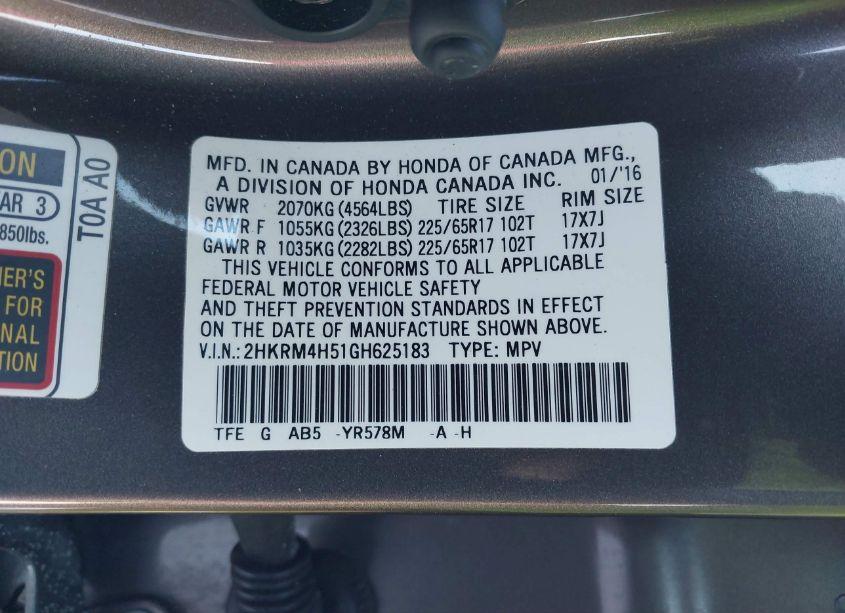 ON
AR 3
850lbs.
ER'S
FOR
NAL
TION
T0A A0
MFD. IN CANADA BY HONDA OF CANADA MFG.,
A DIVISION OF HONDA CANADA INC. 01/'16
GVWR 2070KG (4564LBS) TIRE SIZE RIM SIZE
GAWR F 1055KG (2326LBS) 225/65R17 102T 17X7J
GAWR R 1035KG (2282LBS) 225/65R17 102T 17X7J
THIS VEHICLE CONFORMS TO ALL APPLICABLE
FEDERAL MOTOR VEHICLE SAFETY
AND THEFT PREVENTION STANDARDS IN EFFECT
ON THE DATE OF MANUFACTURE SHOWN ABOVE.
V.I.N.: 2HKRM4H51GH625183 TYPE: MPV
TFE G AB5 -YR578M -A -H